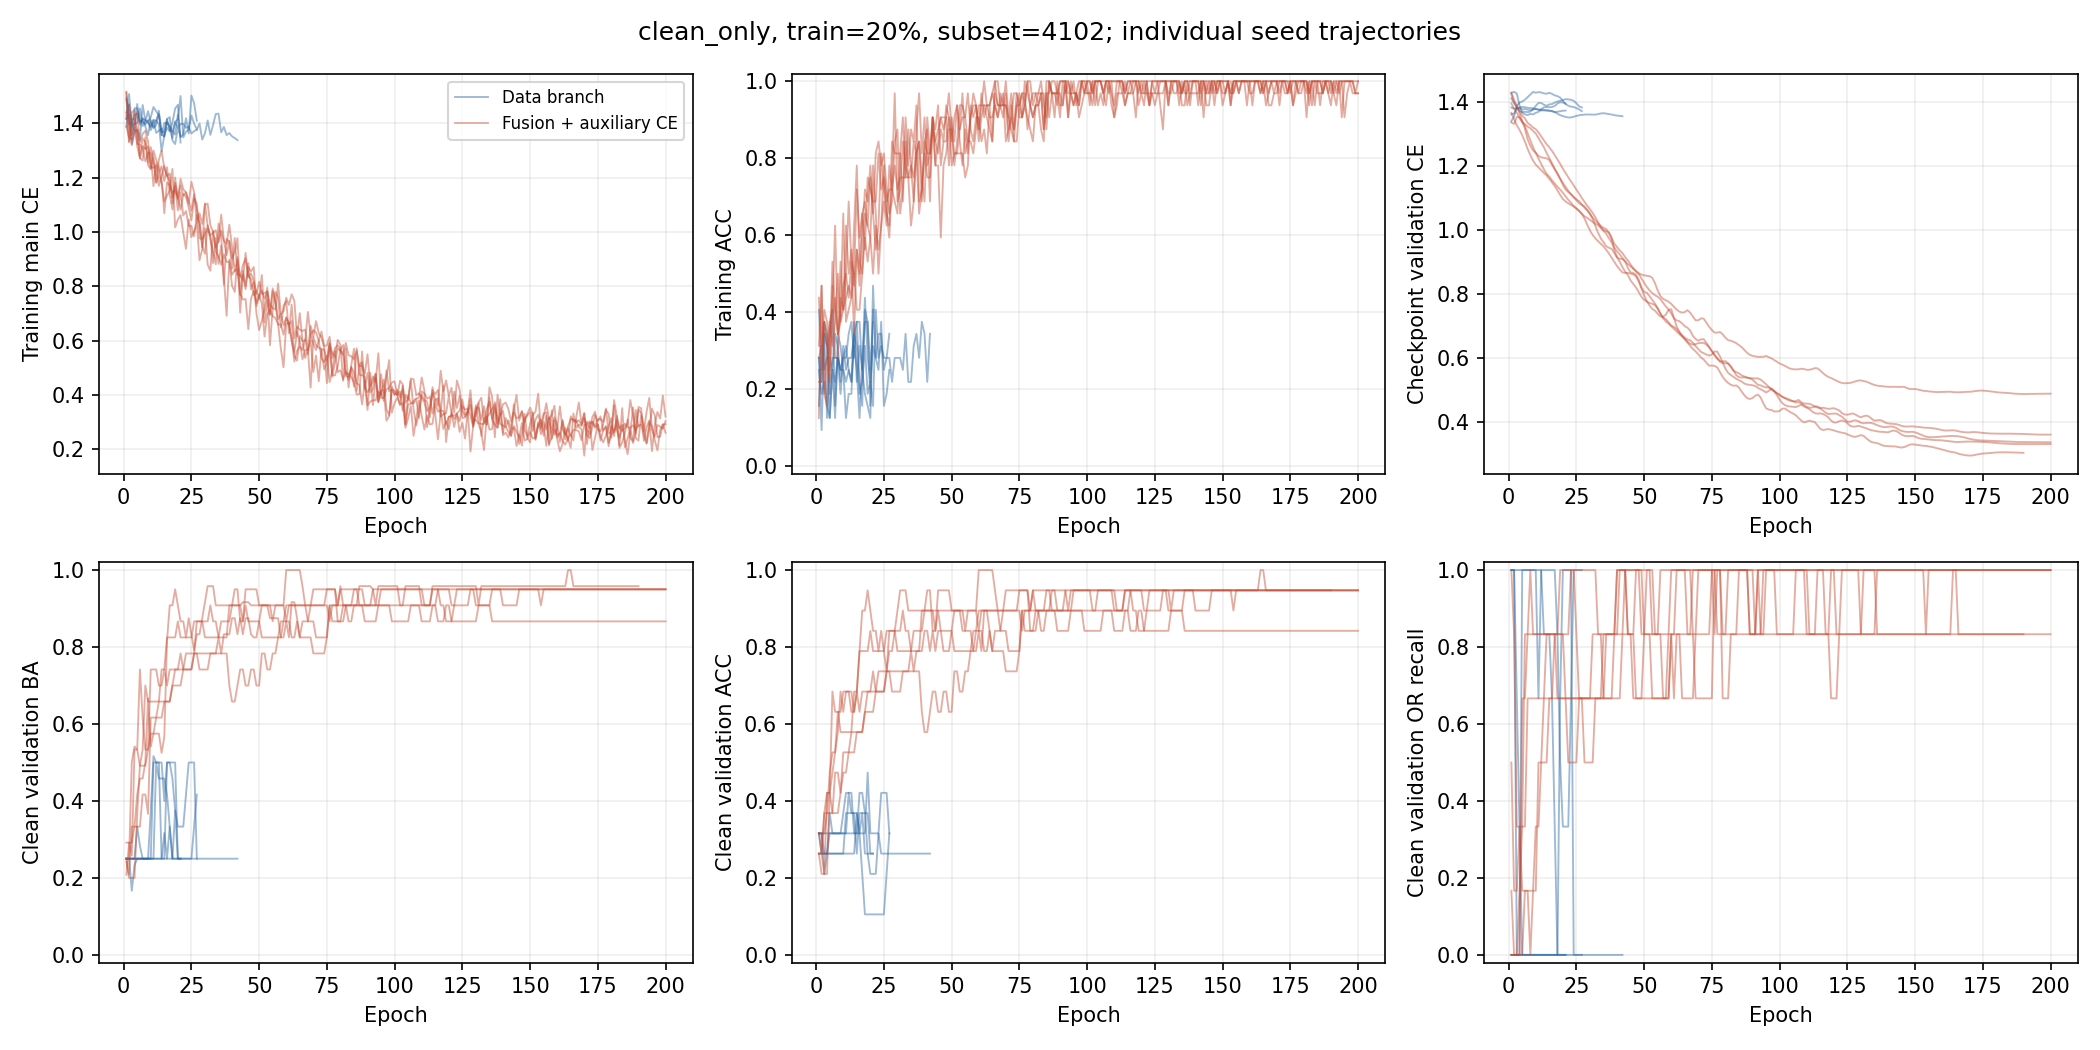 clean_only, train=20%, subset=4102; individual seed trajectories
Training main CE
1.4
1.2
1.0
0.8
0.6
0.4
0.2
Data branch
Fusion + auxiliary CE
0 25 50 75 100 125 150 175 200
Epoch
Training ACC
1.0
0.8
0.6
0.4
0.2
0.0
0 25 50 75 100 125 150 175 200
Epoch
Checkpoint validation CE
1.4
1.2
1.0
0.8
0.6
0.4
0 25 50 75 100 125 150 175 200
Epoch
Clean validation BA
1.0
0.8
0.6
0.4
0.2
0.0
0 25 50 75 100 125 150 175 200
Epoch
Clean validation ACC
1.0
0.8
0.6
0.4
0.2
0.0
0 25 50 75 100 125 150 175 200
Epoch
Clean validation OR recall
1.0
0.8
0.6
0.4
0.2
0.0
0 25 50 75 100 125 150 175 200
Epoch